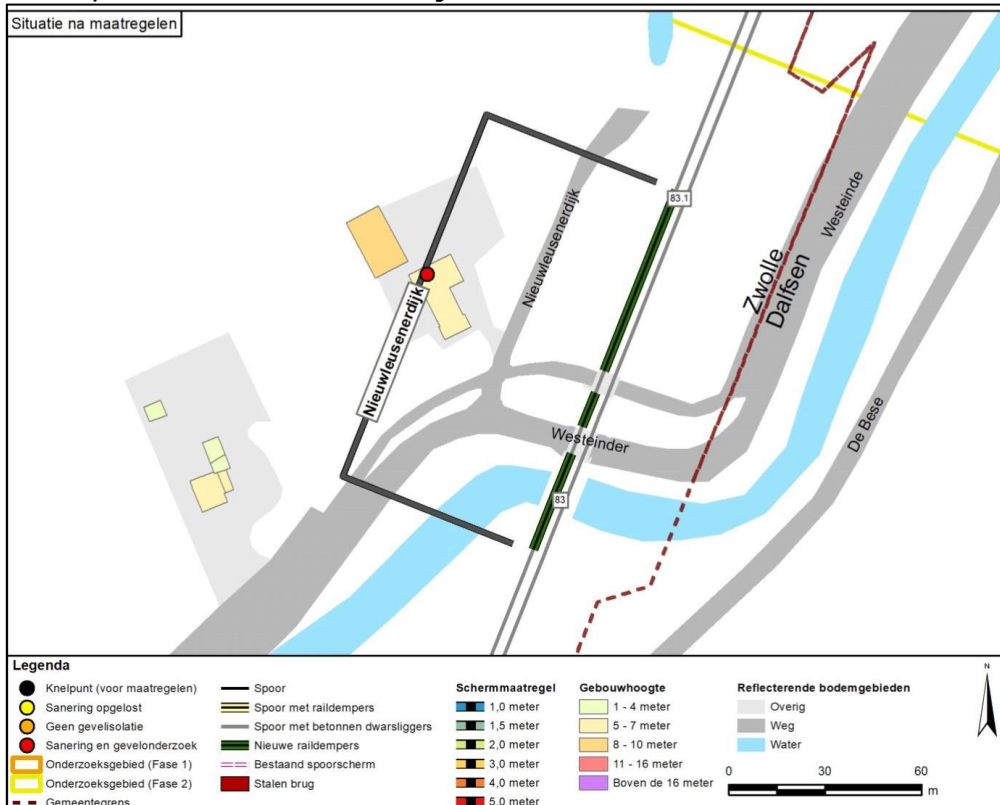 Situatie na maatregelen
83.1
Nieuwleusenerdijk
Westeinde
Zwolle
Dalfsen
Nieuwleusenerdijk
De Bese
Westeinder
83
Legenda
Knelpunt (voor maatregelen)
Sanering opgelost
Geen gevelisolatie
Sanering en gevelonderzoek
Onderzoeksgebied (Fase 1)
Onderzoeksgebied (Fase 2)
Gemeentegrens
Spoor
Spoor met raildempers
Spoor met betonnen dwarsliggers
Nieuwe raildempers
Bestaand spoorscherm
Stalen brug
Schermmaatregel
1,0 meter
1,5 meter
2,0 meter
3,0 meter
4,0 meter
5,0 meter
Gebouwhoogte
1 - 4 meter
5 - 7 meter
8 - 10 meter
11 - 16 meter
Boven de 16 meter
Reflecterende bodemgebieden
Overig
Weg
Water
N
0 30 60
m